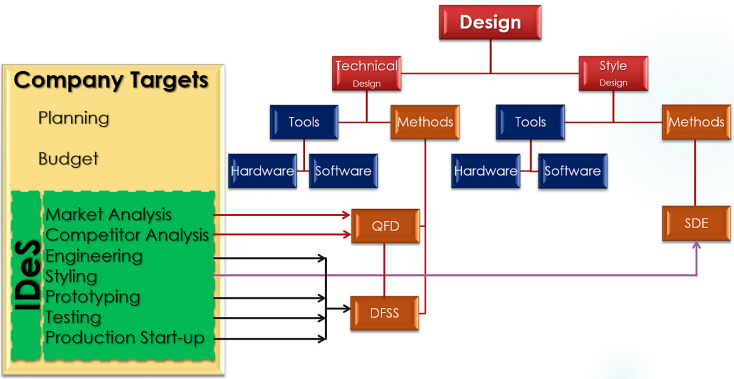 Design
Technical
Design
Style
Design
Company Targets
Planning
Budget
Tools
Methods
Tools
Methods
Hardware
Software
Hardware
Software
IDeS
Market Analysis
Competitor Analysis
Engineering
Styling
Prototyping
Testing
Production Start-up
QFD
SDE
DFSS